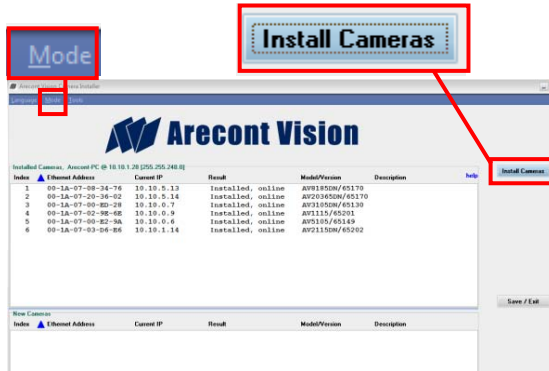 Mode
Install Cameras
Arecont Vision Camera Installer
Language Mode Tools
Arecont Vision
Installed Cameras, Arecont-PC @ 10.10.1.28 [255.255.248.0]
help
Install Cameras
Index Ethernet Address Current IP Result Model/Version Description
1 00-1A-07-08-34-76 10.10.5.13 Installed, online AV8185DN/65170
2 00-1A-07-20-36-02 10.10.5.14 Installed, online AV20365DN/65170
3 00-1A-07-00-ED-28 10.10.0.7 Installed, online AV3105DN/65130
4 00-1A-07-02-9E-6E 10.10.0.9 Installed, online AV1115/65201
5 00-1A-07-00-E2-9A 10.10.0.6 Installed, online AV5105/65149
6 00-1A-07-03-D6-E6 10.10.1.14 Installed, online AV2115DN/65202
Save / Exit
New Cameras
Index Ethernet Address Current IP Result Model/Version Description